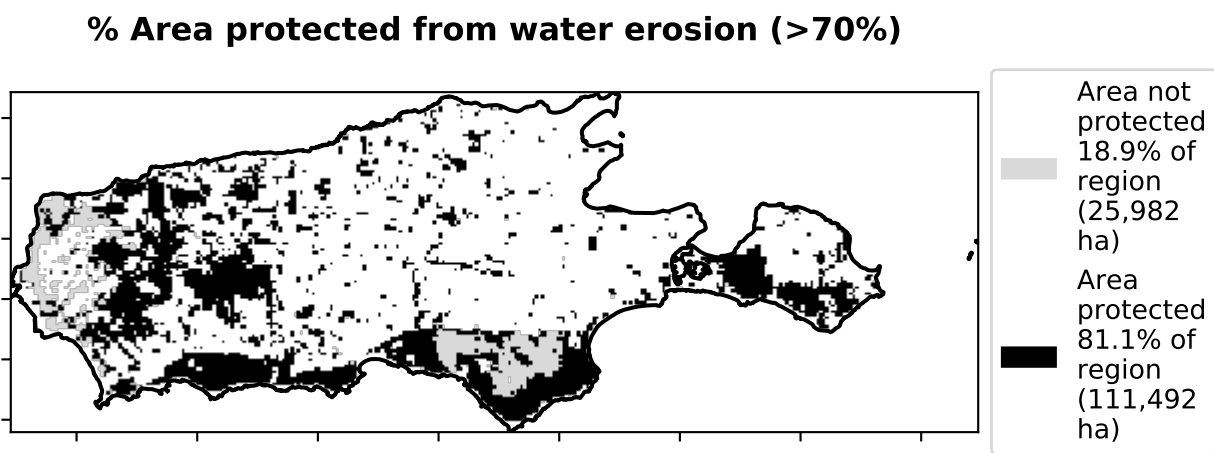 % Area protected from water erosion (>70%)
Area not
protected
18.9% of
region
(25,982
ha)
Area
protected
81.1% of
region
(111,492
ha)